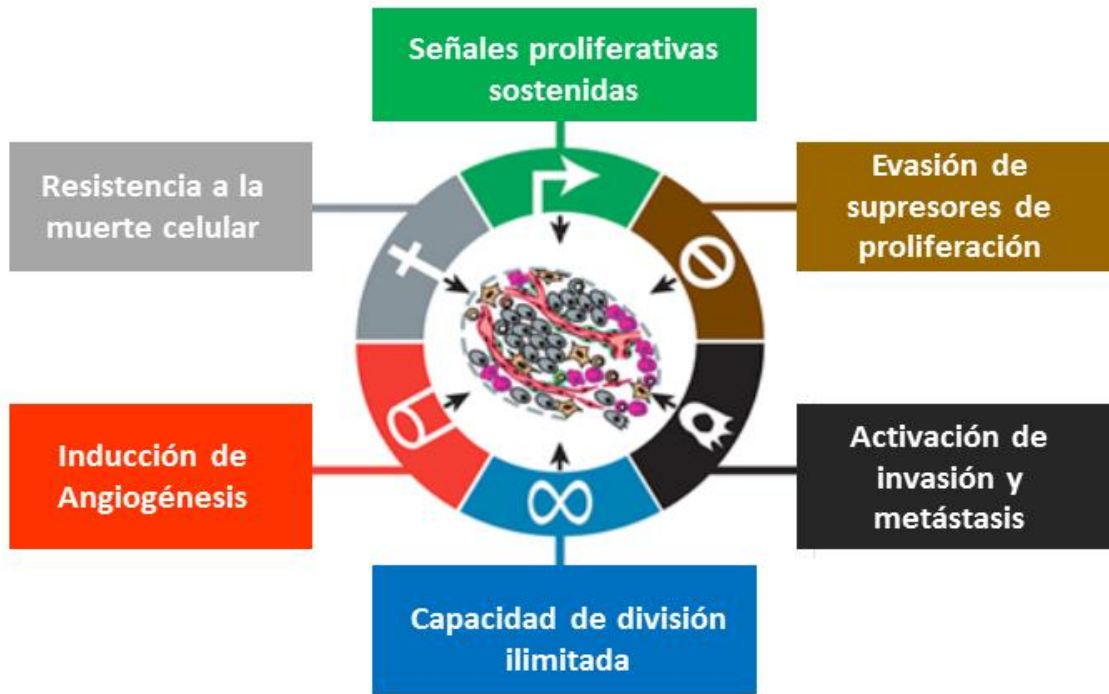 Señales proliferativas
sostenidas
Resistencia a la
muerte celular
Evasión de
supresores de
proliferación
Inducción de
Angiogénesis
Activación de
invasión y
metástasis
Capacidad de división
ilimitada